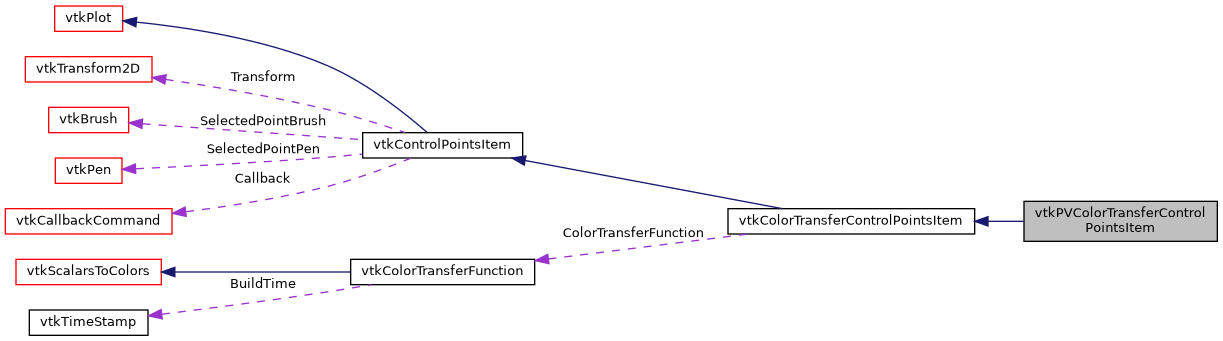 vtkPlot
vtkTransform2D
Transform
vtkBrush
SelectedPointBrush
vtkControlPointsItem
SelectedPointPen
vtkPen
Callback
vtkCallbackCommand
vtkColorTransferControlPointsItem
vtkPVColorTransferControl
PointsItem
ColorTransferFunction
vtkScalarsToColors
vtkColorTransferFunction
BuildTime
vtkTimeStamp